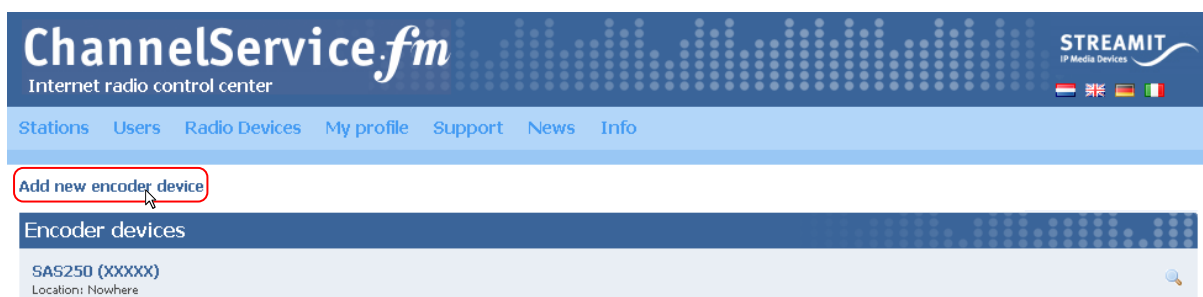 ChannelService.fm
Internet radio control center
STREAMIT
IP Media Devices
Stations Users Radio Devices My profile Support News Info
Add new encoder device
Encoder devices
SAS250 (XXXXX)
Location: Nowhere